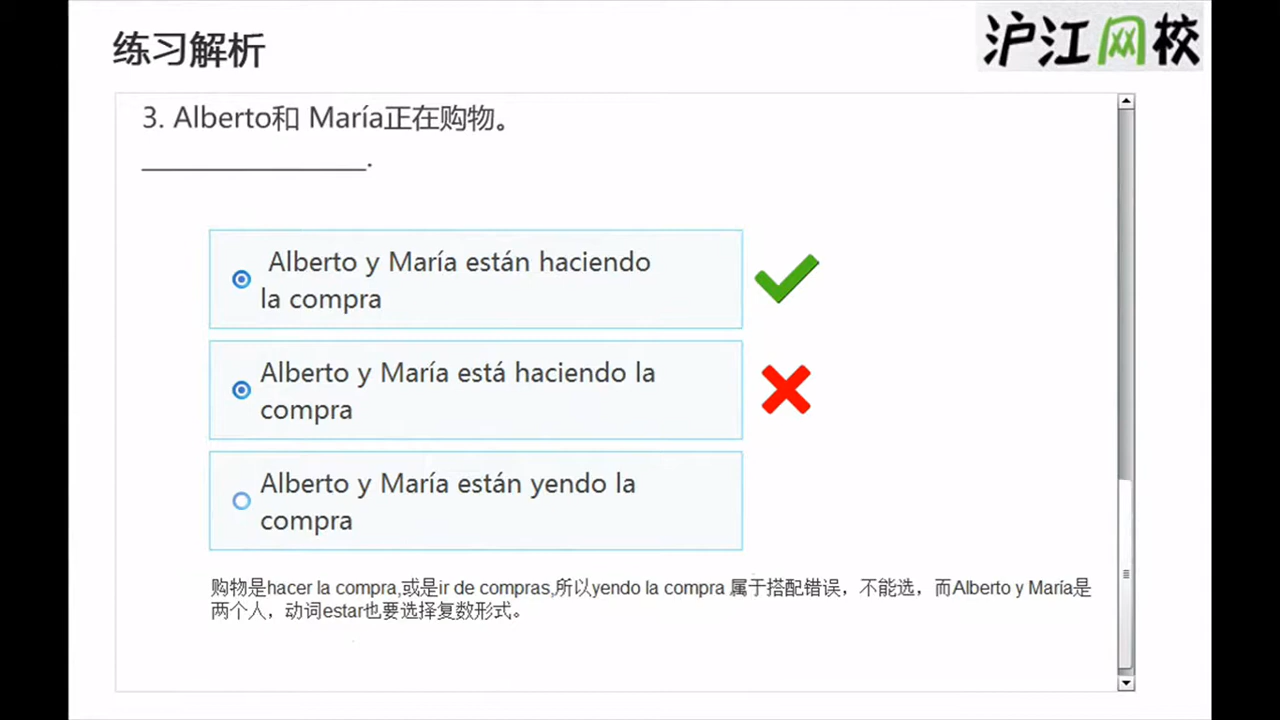 练习解析
沪江网校
3. Alberto和 María正在购物。
________________.
Alberto y María están haciendo
la compra
Alberto y María está haciendo la
compra
Alberto y María están yendo la
compra
购物是hacer la compra,或是ir de compras,所以yendo la compra 属于搭配错误，不能选，而Alberto y María是
两个人，动词estar也要选择复数形式。